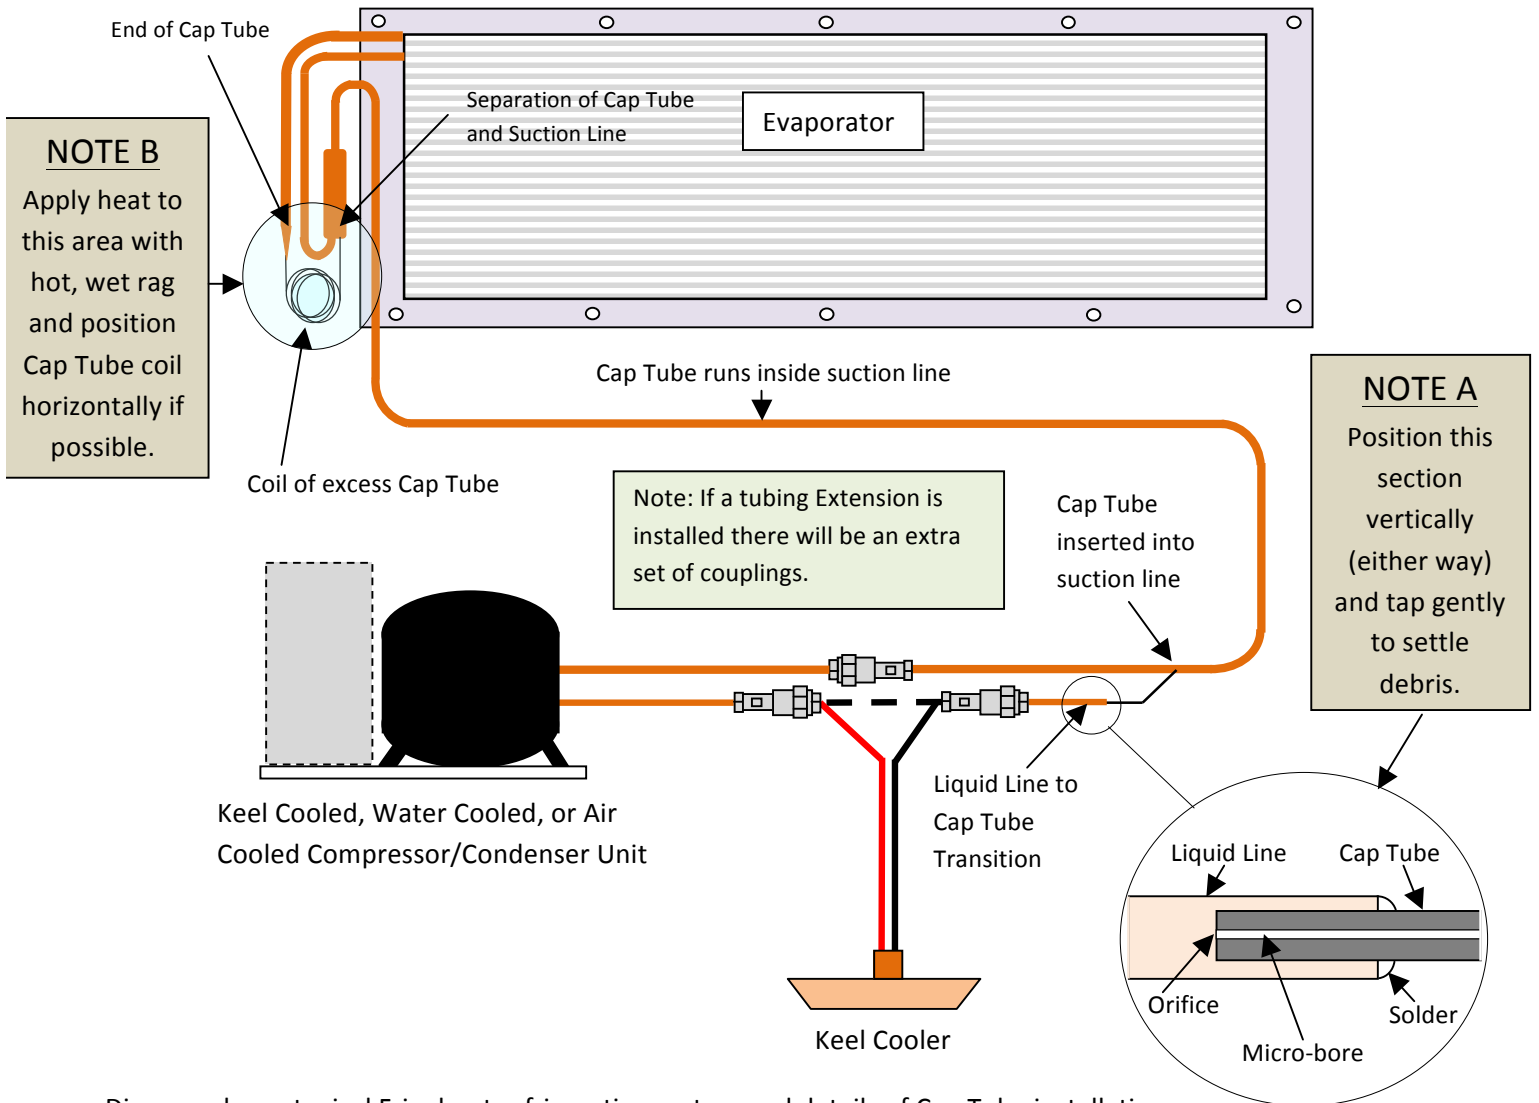 End of Cap Tube
Separation of Cap Tube
and Suction Line
Evaporator
NOTE B
Apply heat to
this area with
hot, wet rag
and position
Cap Tube coil
horizontally if
possible.
Cap Tube runs inside suction line
NOTE A
Position this
section
vertically
(either way)
and tap gently
to settle
debris.
Coil of excess Cap Tube
Note: If a tubing Extension is
installed there will be an extra
set of couplings.
Cap Tube
inserted into
suction line
Keel Cooled, Water Cooled, or Air
Cooled Compressor/Condenser Unit
Liquid Line to
Cap Tube
Transition
Liquid Line
Cap Tube
Orifice
Solder
Micro-bore
Keel Cooler